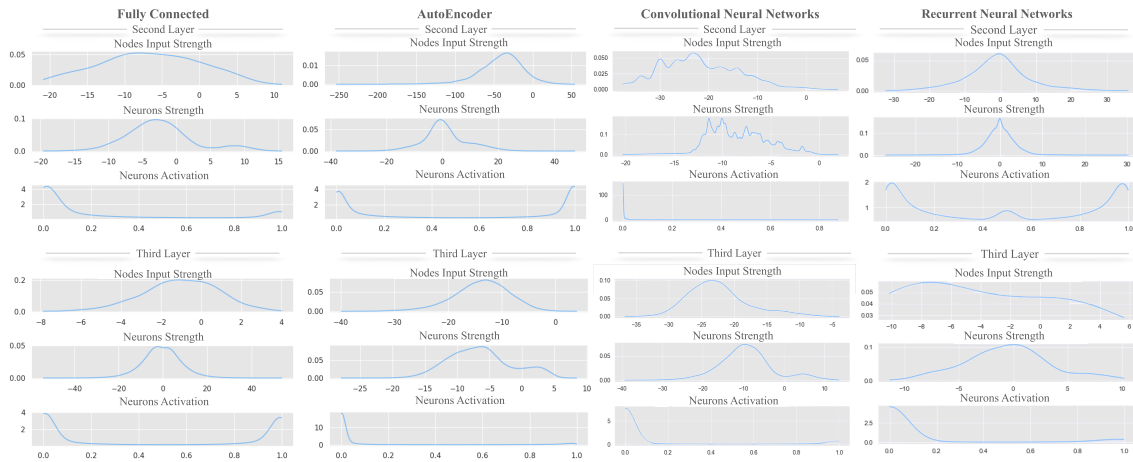 Fully Connected
Second Layer
Nodes Input Strength
0.05
0.00
−20 −15 −10 −5 0 5 10
Neurons Strength
0.1
0.0
−20 −15 −10 −5 0 5 10 15
Neurons Activation
4
2
0.0 0.2 0.4 0.6 0.8 1.0
Third Layer
Nodes Input Strength
0.2
0.0
−8 −6 −4 −2 0 2 4
Neurons Strength
0.05
0.00
−40 −20 0 20 40
Neurons Activation
4
2
0.0 0.2 0.4 0.6 0.8 1.0
AutoEncoder
Second Layer
Nodes Input Strength
0.01
0.00
−250 −200 −150 −100 −50 0 50
Neurons Strength
0.05
0.00
−40 −20 0 20 40
Neurons Activation
4
2
0.0 0.2 0.4 0.6 0.8 1.0
Third Layer
Nodes Input Strength
0.05
0.00
−40 −30 −20 −10 0
Neurons Strength
0.05
0.00
−25 −20 −15 −10 −5 0 5 10
Neurons Activation
10
0
0.0 0.2 0.4 0.6 0.8 1.0
Convolutional Neural Networks
Second Layer
Nodes Input Strength
0.050
0.025
0.000
−30 −20 −10 0
Neurons Strength
0.1
0.0
−20 −15 −10 −5 0
Neurons Activation
100
0
0.0 0.2 0.4 0.6 0.8
Third Layer
Nodes Input Strength
0.10
0.05
0.00
−35 −30 −25 −20 −15 −10 −5
Neurons Strength
0.05
0.00
−40 −30 −20 −10 0 10
Neurons Activation
5
0
0.0 0.2 0.4 0.6 0.8 1.0
Recurrent Neural Networks
Second Layer
Nodes Input Strength
0.05
0.00
−30 −20 −10 0 10 20 30
Neurons Strength
0.1
0.0
−20 −10 0 10 20 30
Neurons Activation
2
1
0.0 0.2 0.4 0.6 0.8 1.0
Third Layer
Nodes Input Strength
0.05
0.04
0.03
−10 −8 −6 −4 −2 0 2 4 6
Neurons Strength
0.1
0.0
−10 −5 0 5 10
Neurons Activation
2.5
0.0
0.0 0.2 0.4 0.6 0.8 1.0